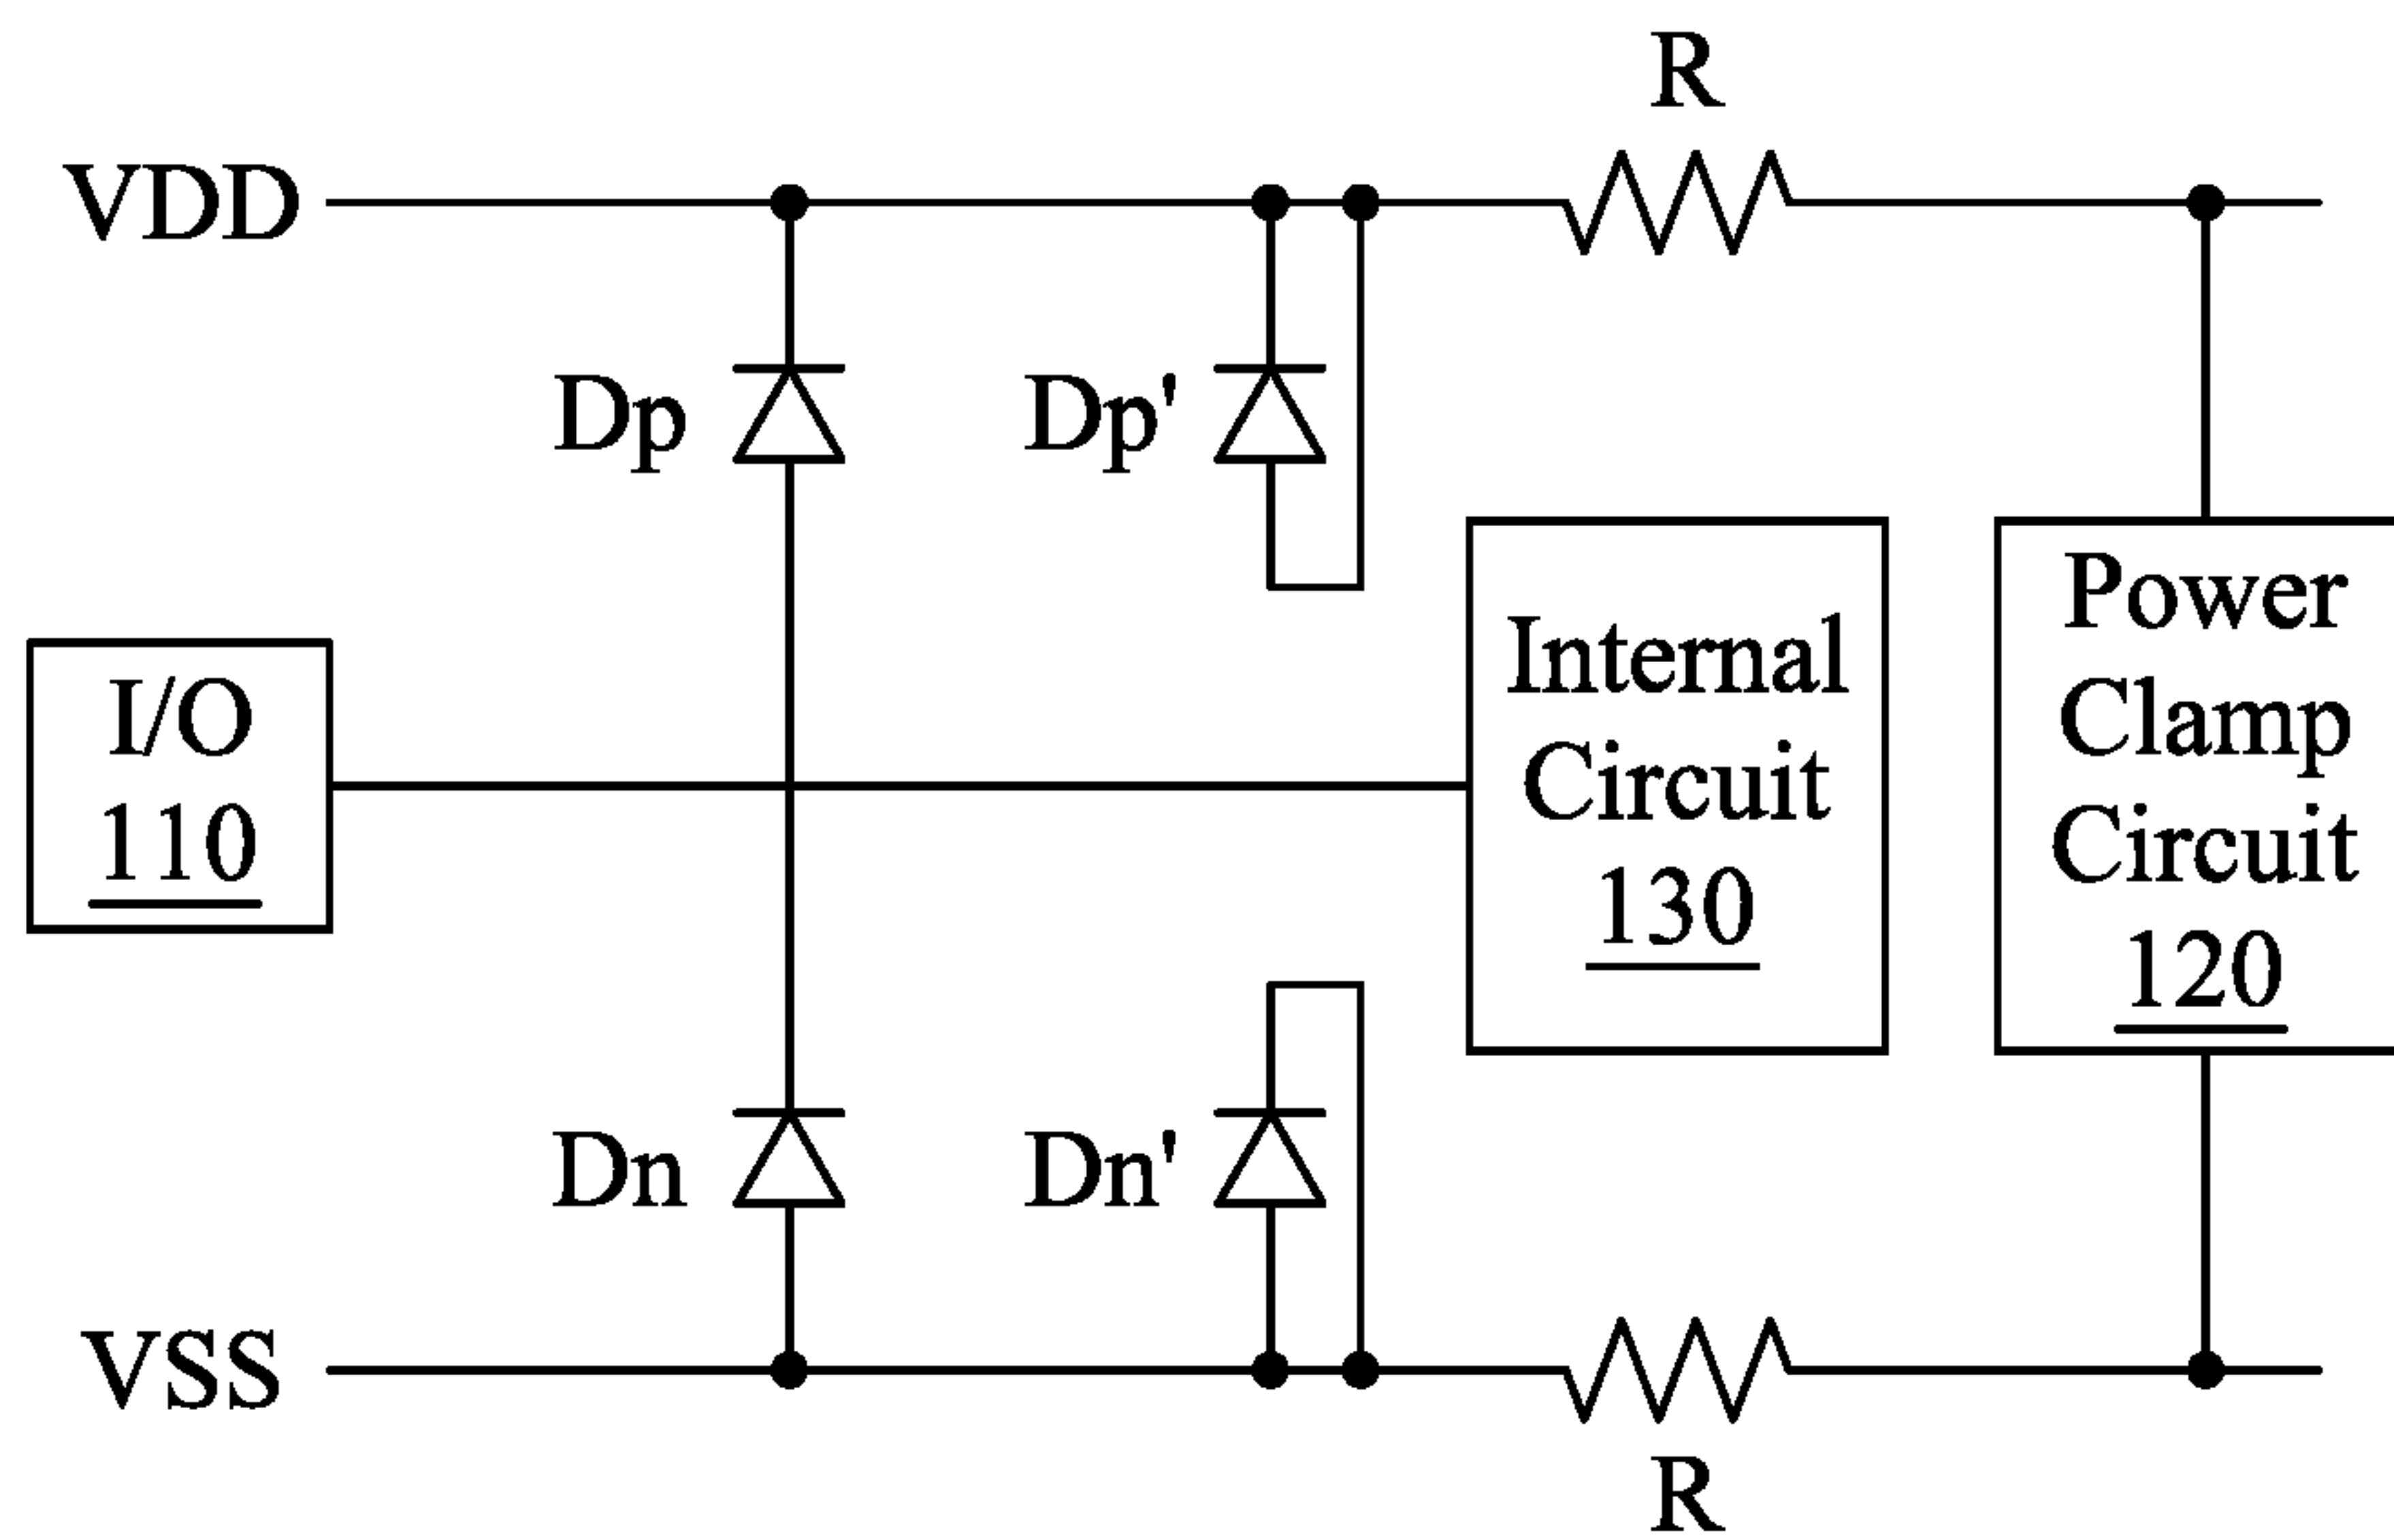 R
VDD
Dp
Dp'
I/O
110
Internal
Circuit
130
Power
Clamp
Circuit
120
Dn
Dn'
VSS
R